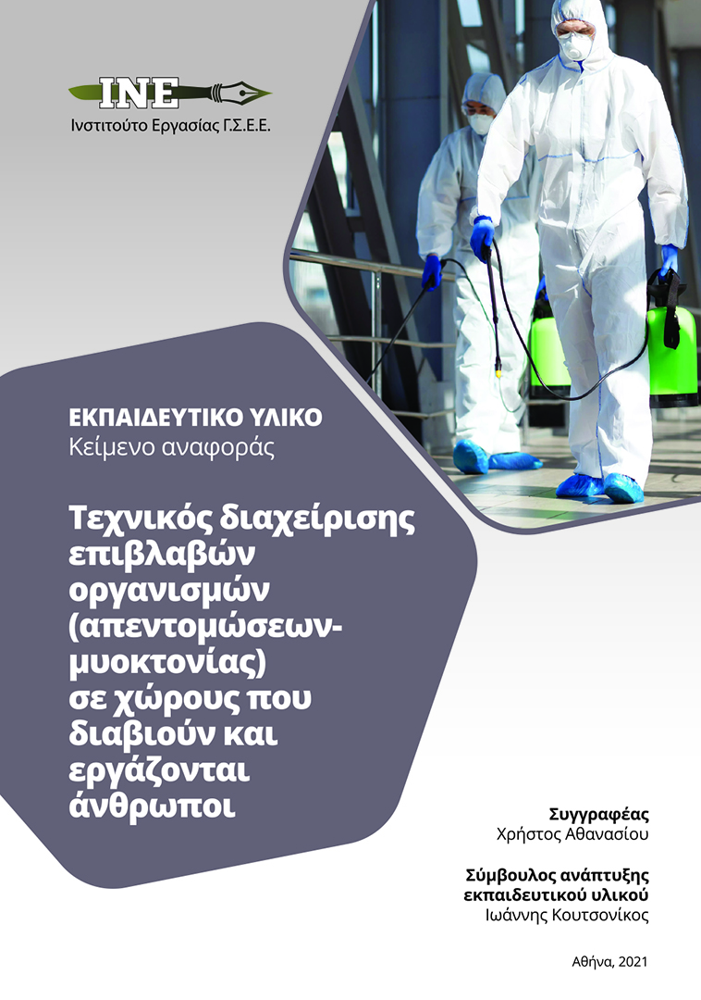 INE
Ινστιτούτο Εργασίας Γ.Σ.Ε.Ε.
ΕΚΠΑΙΔΕΥΤΙΚΟ ΥΛΙΚΟ
Κείμενο αναφοράς
Τεχνικός διαχείρισης
επιβλαβών
οργανισμών
(απεντομώσεων-
μυοκτονίας)
σε χώρους που
διαβιούν και
εργάζονται
άνθρωποι
Συγγραφέας
Χρήστος Αθανασίου
Σύμβουλος ανάπτυξης
εκπαιδευτικού υλικού
Ιωάννης Κουτσονίκος
Αθήνα, 2021